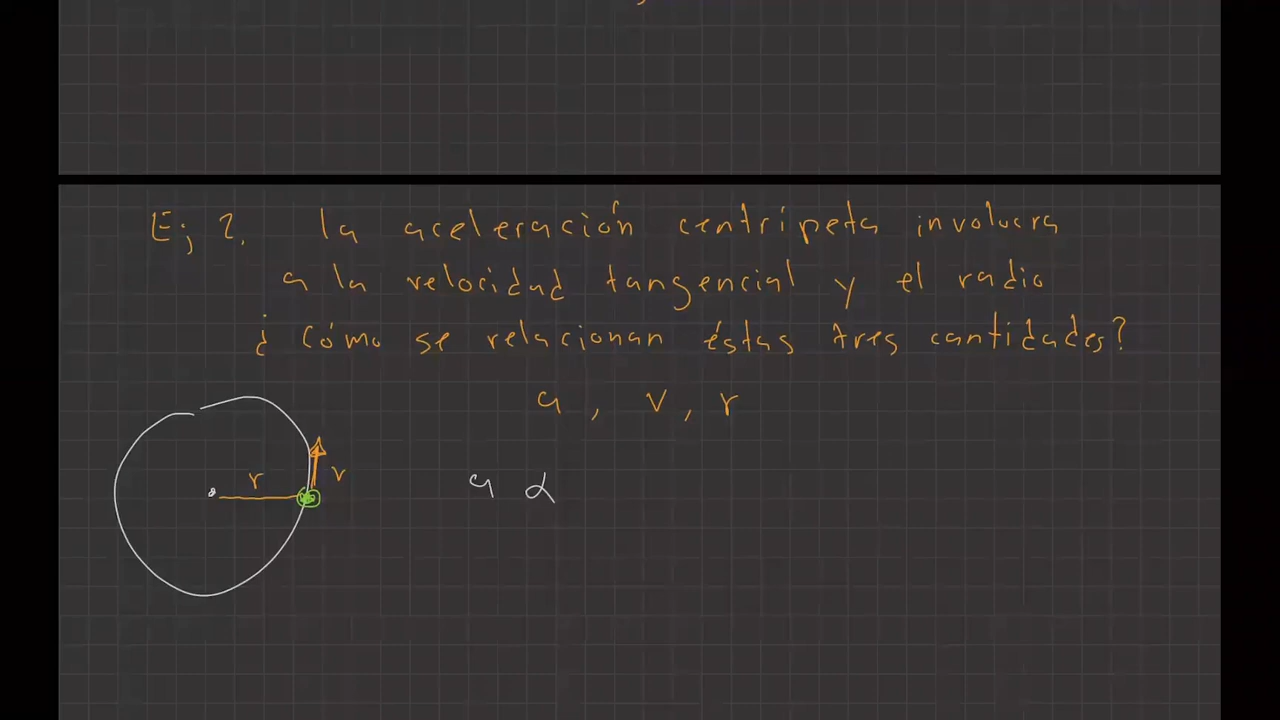 Ej 2. la aceleración centrípeta involucra
a la velocidad tangencial y el radio
¿ cómo se relacionan éstas tres cantidades?
a , v , r
r v
a α